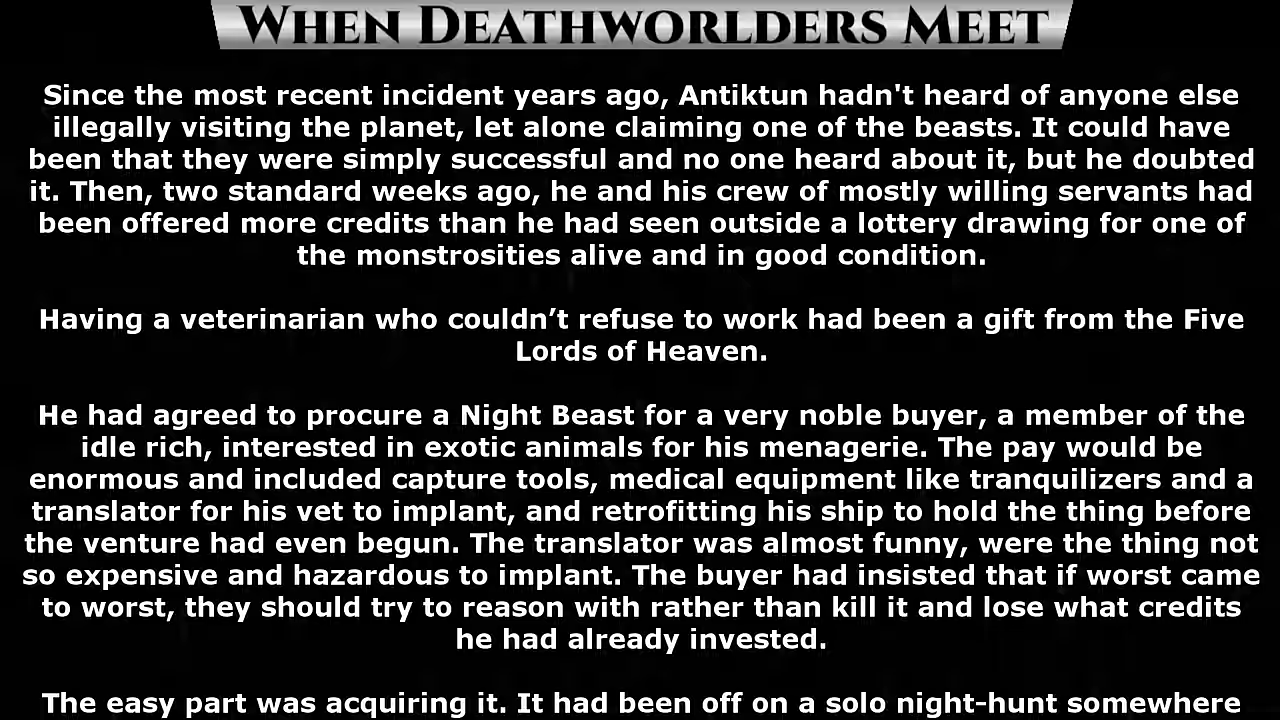 When Deathworlders Meet
Since the most recent incident years ago, Antiktun hadn't heard of anyone else
illegally visiting the planet, let alone claiming one of the beasts. It could have
been that they were simply successful and no one heard about it, but he doubted
it. Then, two standard weeks ago, he and his crew of mostly willing servants had
been offered more credits than he had seen outside a lottery drawing for one of
the monstrosities alive and in good condition.
Having a veterinarian who couldn’t refuse to work had been a gift from the Five
Lords of Heaven.
He had agreed to procure a Night Beast for a very noble buyer, a member of the
idle rich, interested in exotic animals for his menagerie. The pay would be
enormous and included capture tools, medical equipment like tranquilizers and a
translator for his vet to implant, and retrofitting his ship to hold the thing before
the venture had even begun. The translator was almost funny, were the thing not
so expensive and hazardous to implant. The buyer had insisted that if worst came
to worst, they should try to reason with rather than kill it and lose what credits
he had already invested.
The easy part was acquiring it. It had been off on a solo night-hunt somewhere